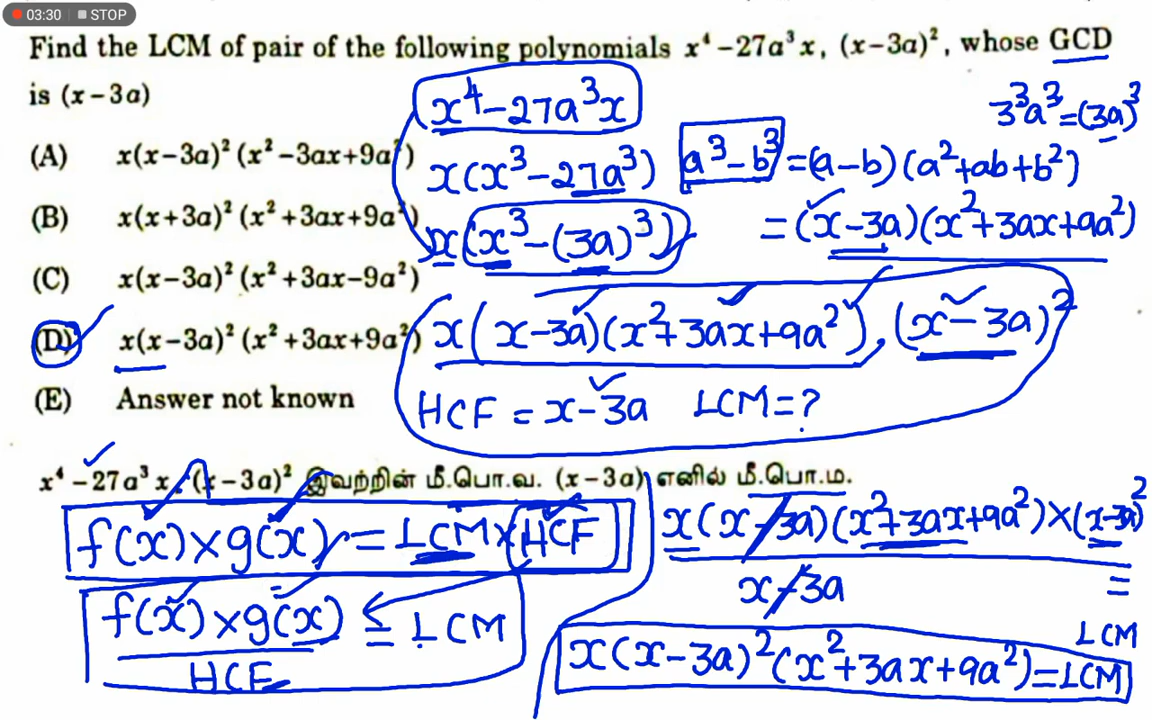 03:30 STOP
Find the LCM of pair of the following polynomials x⁴ −27a³x, (x−3a)², whose GCD
is (x−3a)
(A) x(x−3a)² (x² −3ax+9a²)
(B) x(x+3a)² (x² +3ax+9a²)
(C) x(x−3a)² (x² +3ax−9a²)
(D) x(x−3a)² (x² +3ax+9a²)
(E) Answer not known
x⁴−27a³x
x(x³−27a³)
x(x³−(3a)³)
3³a³=(3a)³
a³−b³=(a−b)(a²+ab+b²)
=(x−3a)(x²+3ax+9a²)
x(x−3a)(x²+3ax+9a²), (x−3a)²
HCF = x−3a LCM=?
x⁴ −27a³x, (x−3a)² இவற்றின் மீ.பொ.வ. (x−3a) எனில் மீ.பொ.ம.
f(x)×g(x)=LCM×HCF
f(x)×g(x) = LCM
HCF
x(x−3a)(x²+3ax+9a²)×(x−3a)²
x−3a =
LCM
x(x−3a)²(x²+3ax+9a²)=LCM